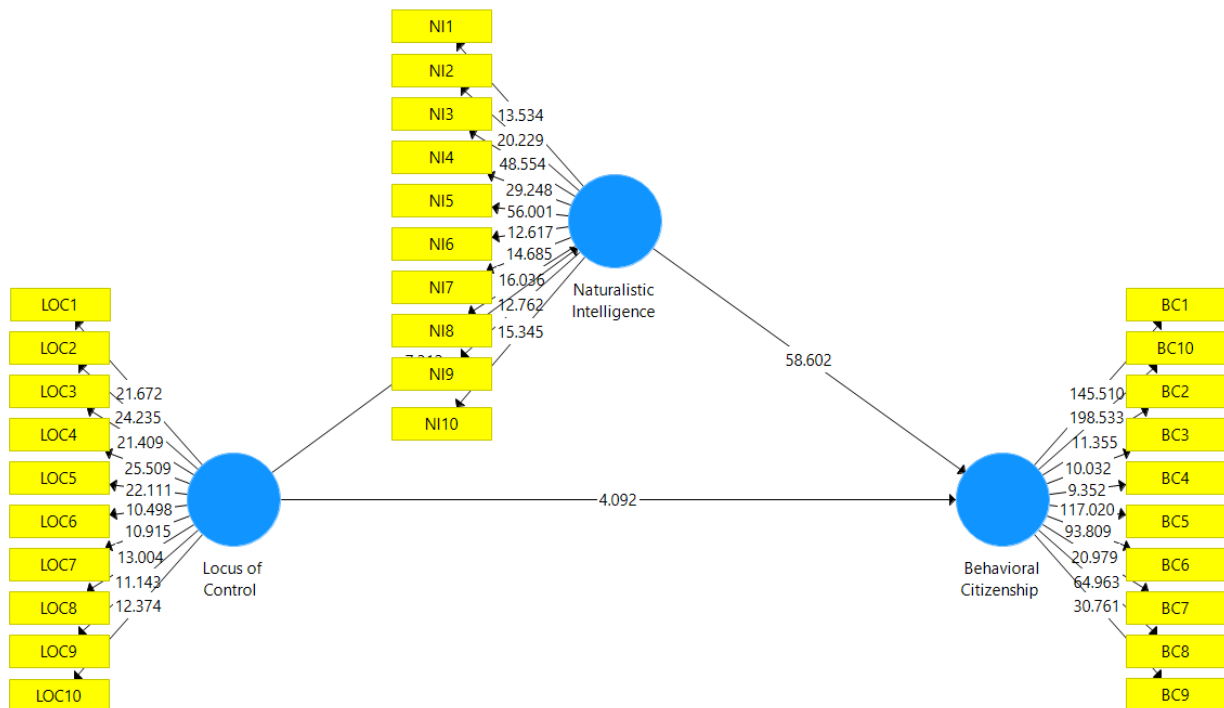 NI1
NI2
NI3
NI4
NI5
NI6
NI7
NI8
NI9
NI10
13.534
20.229
48.554
29.248
56.001
12.617
14.685
16.036
12.762
15.345
Naturalistic
Intelligence
LOC1
LOC2
LOC3
LOC4
LOC5
LOC6
LOC7
LOC8
LOC9
LOC10
21.672
24.235
21.409
25.509
22.111
10.498
10.915
13.004
11.143
12.374
Locus of
Control
58.602
4.092
BC1
BC10
BC2
BC3
BC4
BC5
BC6
BC7
BC8
BC9
145.510
198.533
11.355
10.032
9.352
117.020
93.809
20.979
64.963
30.761
Behavioral
Citizenship